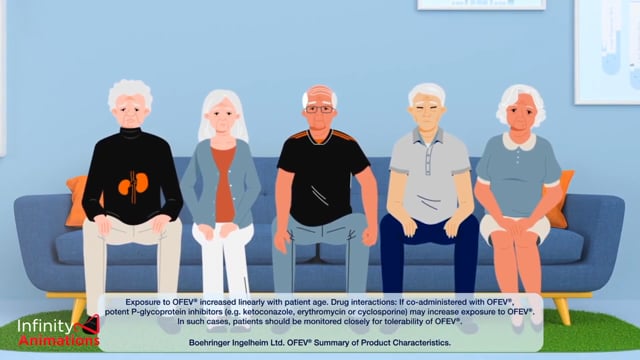 Exposure to OFEV® increased linearly with patient age. Drug interactions: If co-administered with OFEV®,
potent P-glycoprotein inhibitors (e.g. ketoconazole, erythromycin or cyclosporine) may increase exposure to OFEV®.
In such cases, patients should be monitored closely for tolerability of OFEV®.
Boehringer Ingelheim Ltd. OFEV® Summary of Product Characteristics.
Infinity
Animations